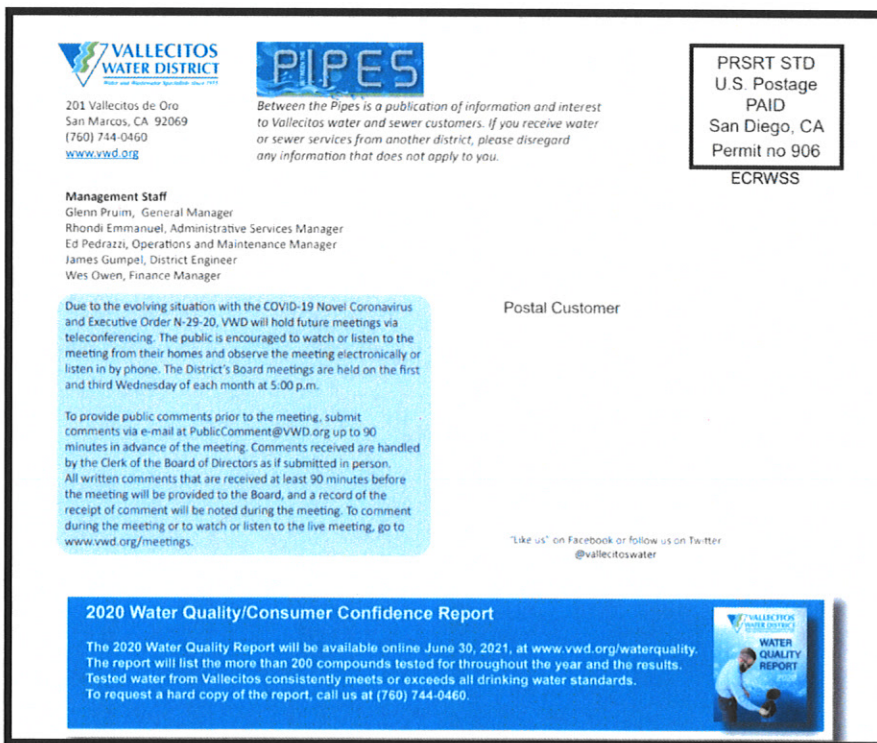 VALLECITOS
WATER DISTRICT
Water and Wastewater Specialists since 1955
201 Vallecitos de Oro
San Marcos, CA 92069
(760) 744-0460
www.vwd.org
BETWEEN THE
PIPES
Between the Pipes is a publication of information and interest
to Vallecitos water and sewer customers. If you receive water
or sewer services from another district, please disregard
any information that does not apply to you.
PRSRT STD
U.S. Postage
PAID
San Diego, CA
Permit no 906
ECRWSS
Management Staff
Glenn Pruim, General Manager
Rhondi Emmanuel, Administrative Services Manager
Ed Pedrazzi, Operations and Maintenance Manager
James Gumpel, District Engineer
Wes Owen, Finance Manager
Due to the evolving situation with the COVID-19 Novel Coronavirus
and Executive Order N-29-20, VWD will hold future meetings via
teleconferencing. The public is encouraged to watch or listen to the
meeting from their homes and observe the meeting electronically or
listen in by phone. The District's Board meetings are held on the first
and third Wednesday of each month at 5:00 p.m.
To provide public comments prior to the meeting, submit
comments via e-mail at PublicComment@VWD.org up to 90
minutes in advance of the meeting. Comments received are handled
by the Clerk of the Board of Directors as if submitted in person.
All written comments that are received at least 90 minutes before
the meeting will be provided to the Board, and a record of the
receipt of comment will be noted during the meeting. To comment
during the meeting or to watch or listen to the live meeting, go to
www.vwd.org/meetings.
Postal Customer
"Like us" on Facebook or follow us on Twitter
@vallecitoswater
2020 Water Quality/Consumer Confidence Report
The 2020 Water Quality Report will be available online June 30, 2021, at www.vwd.org/waterquality.
The report will list the more than 200 compounds tested for throughout the year and the results.
Tested water from Vallecitos consistently meets or exceeds all drinking water standards.
To request a hard copy of the report, call us at (760) 744-0460.
VALLECITOS
WATER DISTRICT
WATER
QUALITY
REPORT
2020